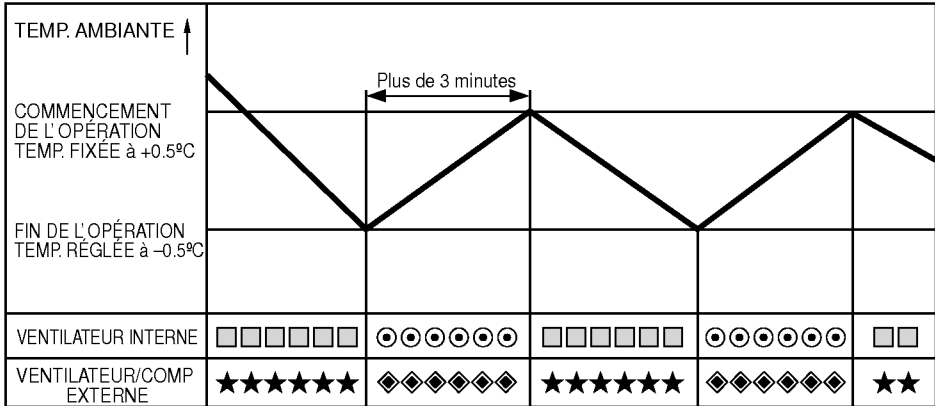 TEMP. AMBIANTE
Plus de 3 minutes
COMMENCEMENT
DE L'OPÉRATION
TEMP. FIXÉE à +0.5ºC
FIN DE L'OPÉRATION
TEMP. RÉGLÉE à –0.5ºC
VENTILATEUR INTERNE
VENTILATEUR/COMP
EXTERNE